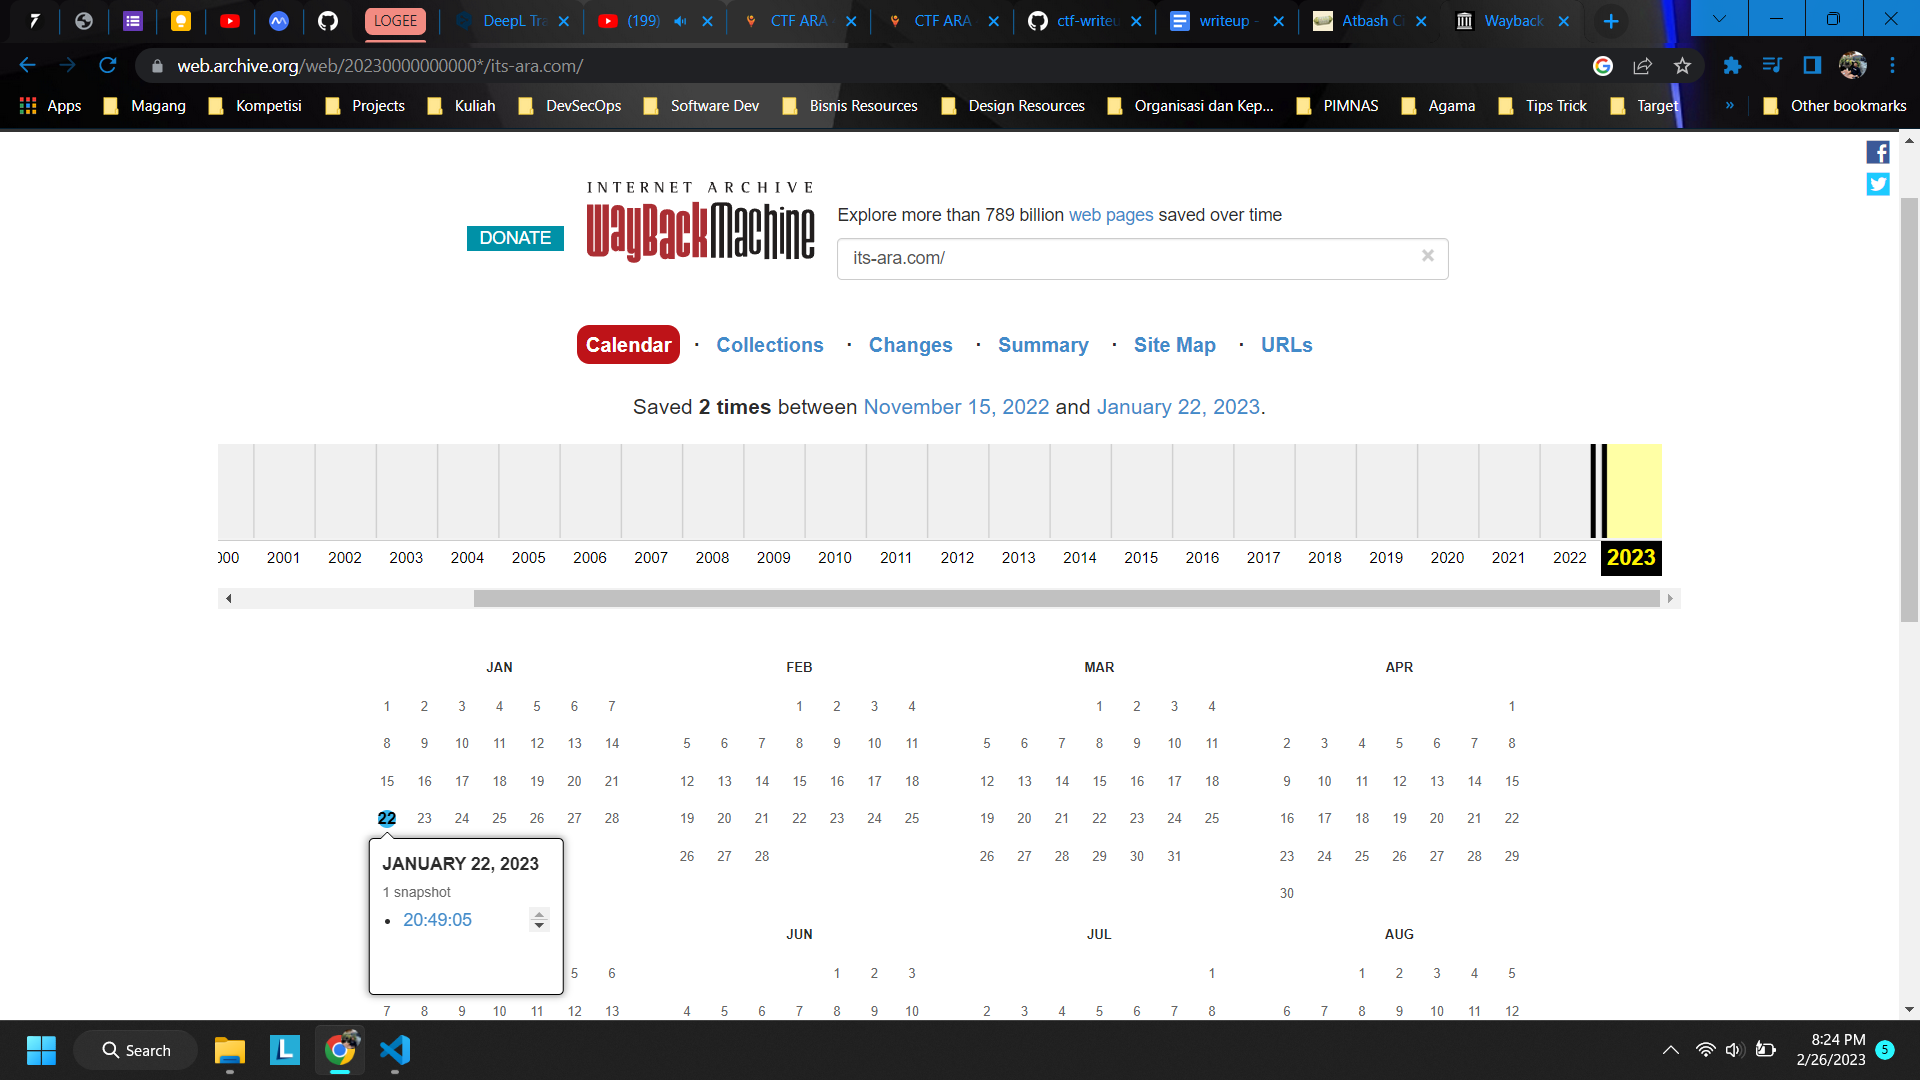 LOGEE
DeepL Tra
(199)
CTF ARA
CTF ARA
ctf-writeu
writeup -
Atbash Ci
Wayback
web.archive.org/web/20230000000000*/its-ara.com/
Apps
Magang
Kompetisi
Projects
Kuliah
DevSecOps
Software Dev
Bisnis Resources
Design Resources
Organisasi dan Kep...
PIMNAS
Agama
Tips Trick
Target
»
Other bookmarks
INTERNET ARCHIVE
WayBackMachine
DONATE
Explore more than 789 billion web pages saved over time
its-ara.com/
Calendar · Collections · Changes · Summary · Site Map · URLs
Saved 2 times between November 15, 2022 and January 22, 2023.
000 2001 2002 2003 2004 2005 2006 2007 2008 2009 2010 2011 2012 2013 2014 2015 2016 2017 2018 2019 2020 2021 2022 2023
JAN
1 2 3 4 5 6 7
8 9 10 11 12 13 14
15 16 17 18 19 20 21
22 23 24 25 26 27 28
FEB
1 2 3 4
5 6 7 8 9 10 11
12 13 14 15 16 17 18
19 20 21 22 23 24 25
26 27 28
MAR
1 2 3 4
5 6 7 8 9 10 11
12 13 14 15 16 17 18
19 20 21 22 23 24 25
26 27 28 29 30 31
APR
1
2 3 4 5 6 7 8
9 10 11 12 13 14 15
16 17 18 19 20 21 22
23 24 25 26 27 28 29
30
JANUARY 22, 2023
1 snapshot
• 20:49:05
5 6
7 8 9 10 11 12 13
JUN
1 2 3
4 5 6 7 8 9 10
JUL
1
2 3 4 5 6 7 8
AUG
1 2 3 4 5
6 7 8 9 10 11 12
Search
8:24 PM
2/26/2023
5